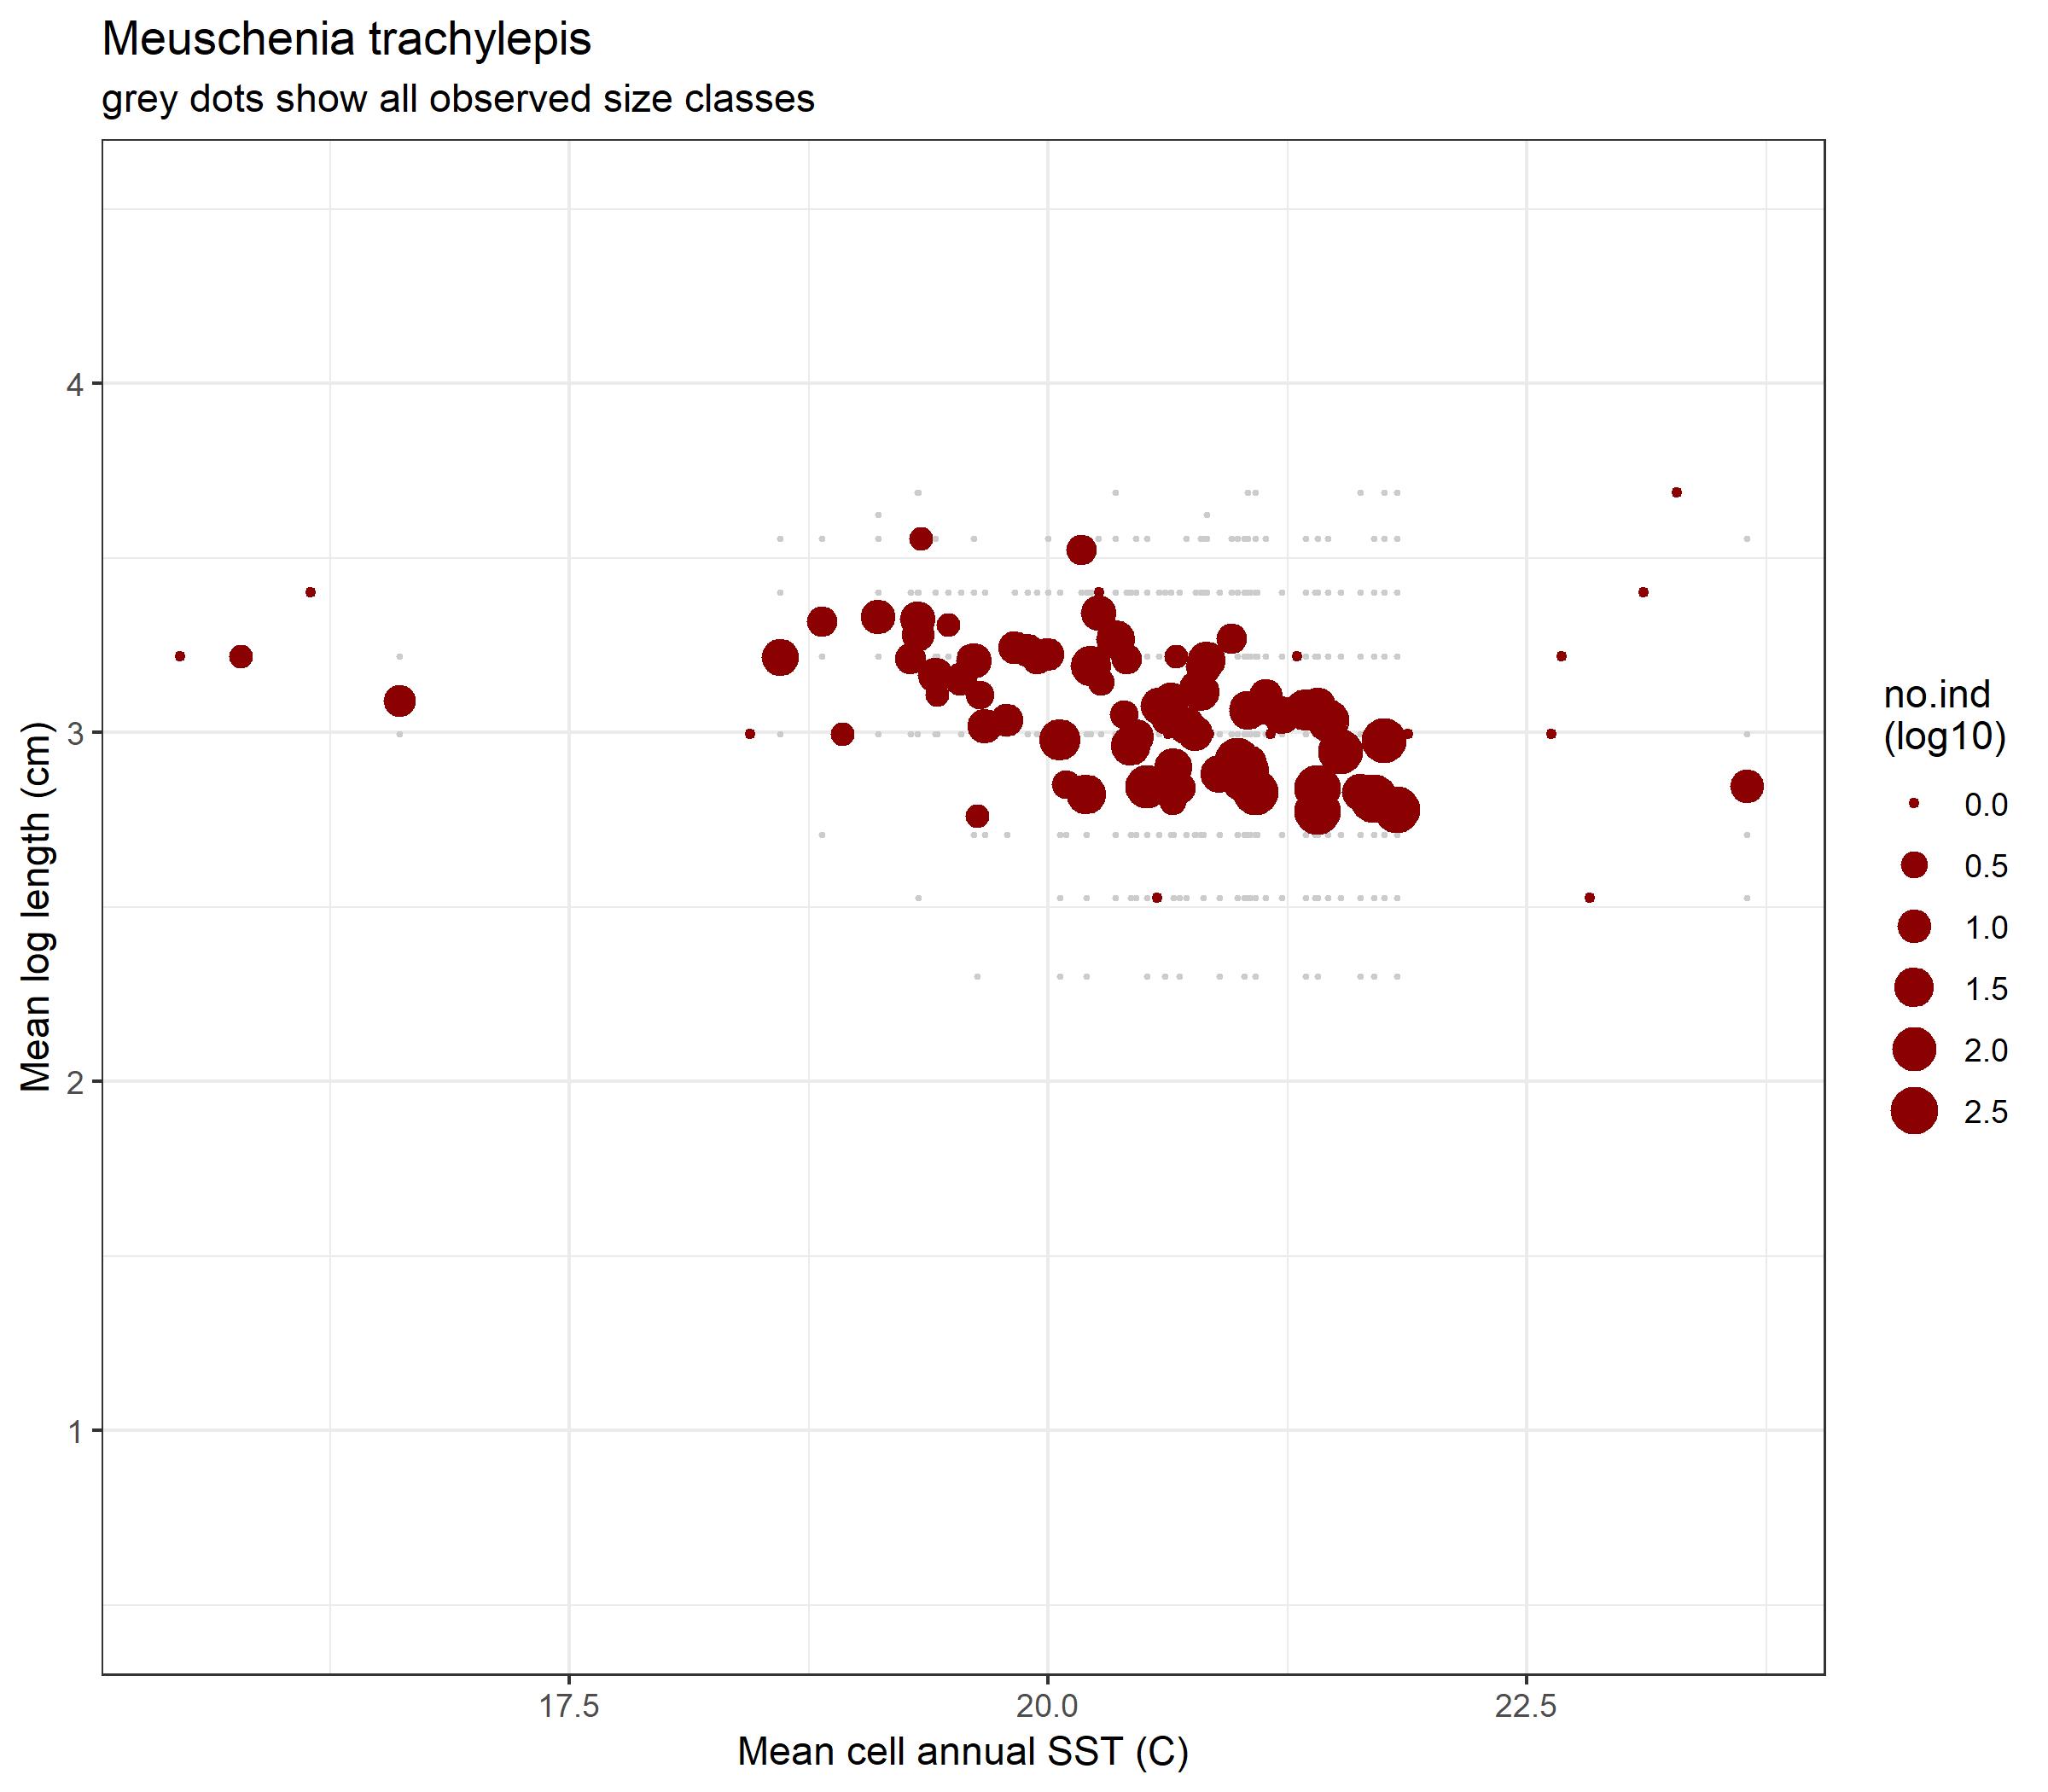 Meuschenia trachylepis
grey dots show all observed size classes
Mean log length (cm)
4
3
2
1
17.5
20.0
22.5
Mean cell annual SST (C)
no.ind
(log10)
0.0
0.5
1.0
1.5
2.0
2.5